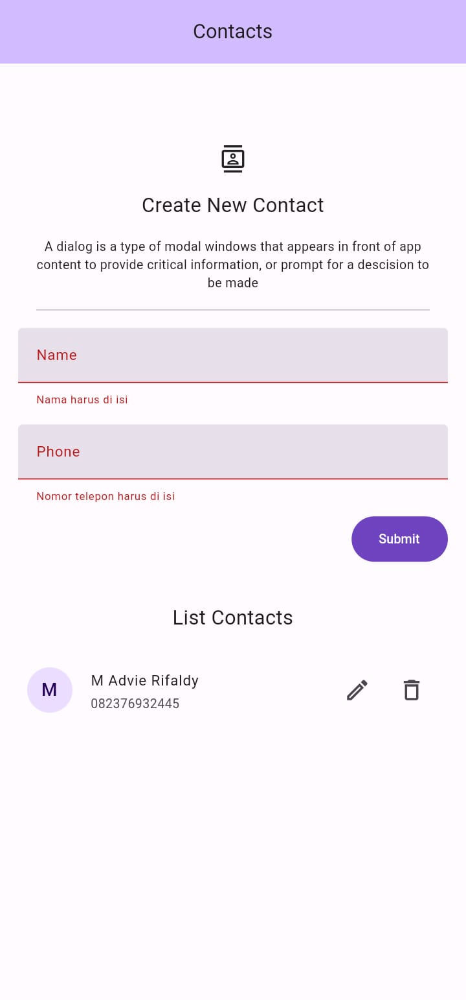 Contacts
Create New Contact
A dialog is a type of modal windows that appears in front of app
content to provide critical information, or prompt for a descision to
be made
Name
Nama harus di isi
Phone
Nomor telepon harus di isi
Submit
List Contacts
M
M Advie Rifaldy
082376932445